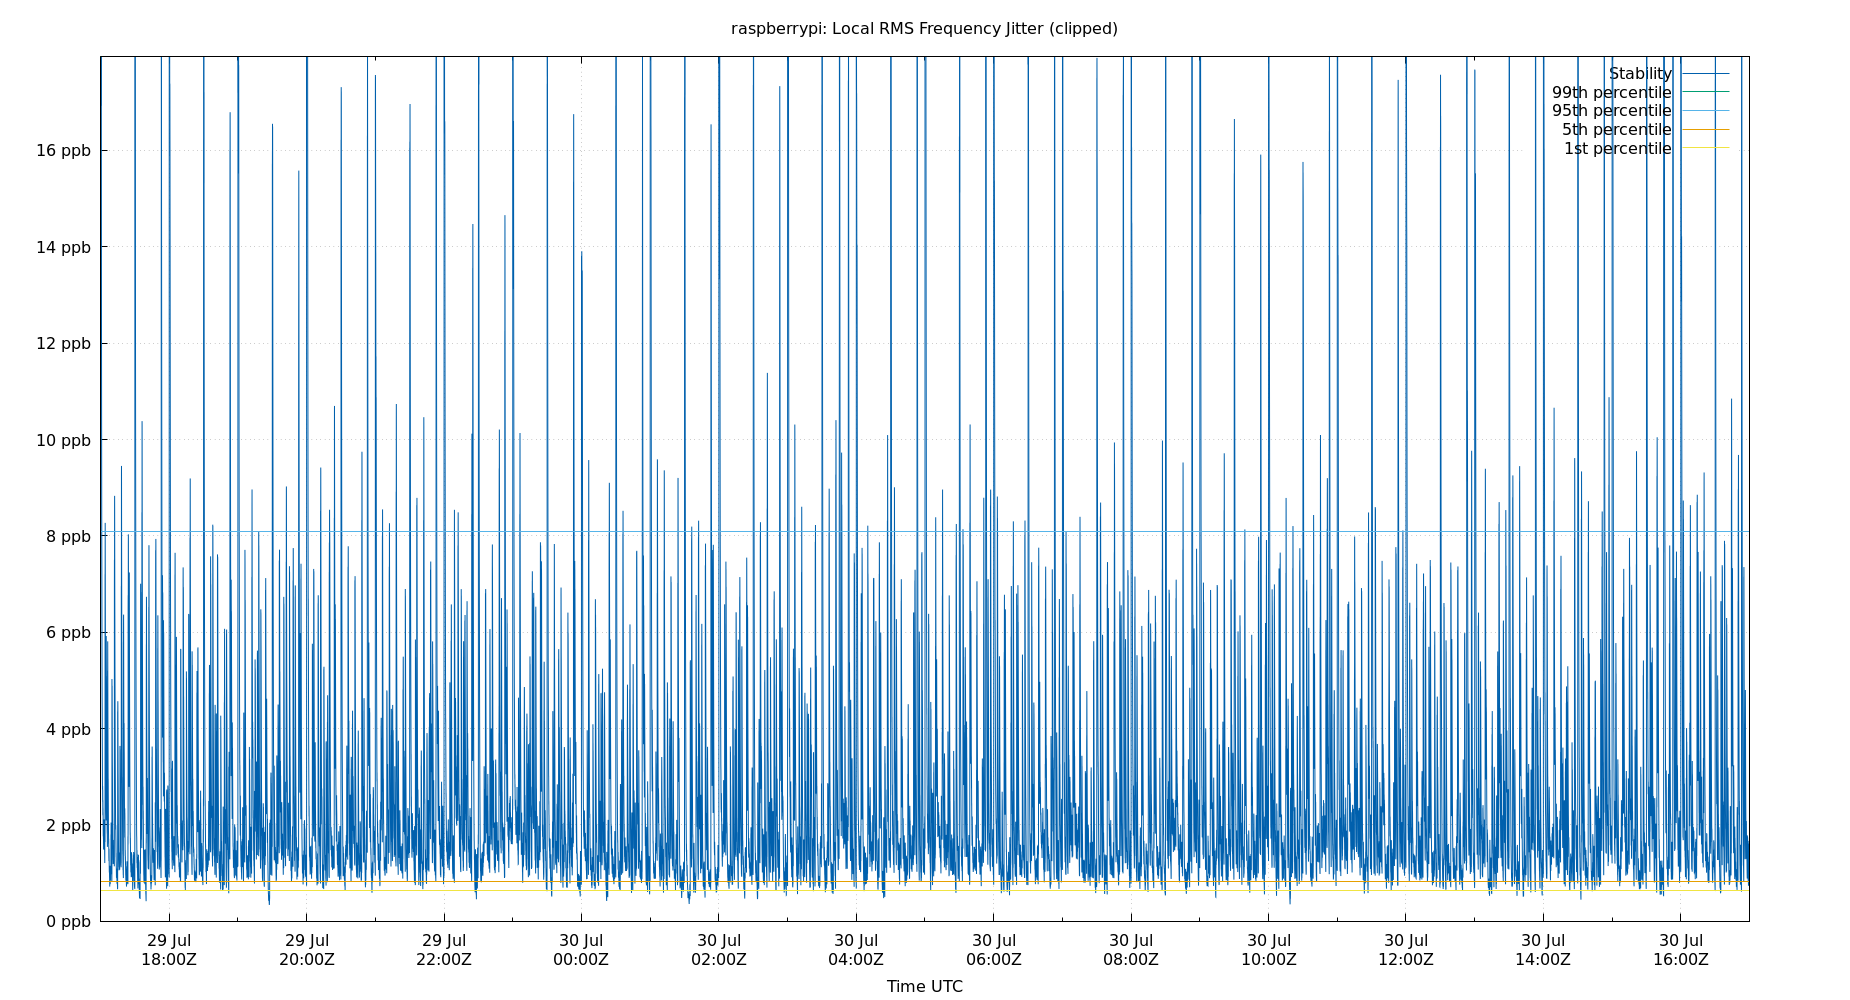 raspberrypi: Local RMS Frequency Jitter (clipped)
Stability
99th percentile
95th percentile
5th percentile
1st percentile
16 ppb
14 ppb
12 ppb
10 ppb
8 ppb
6 ppb
4 ppb
2 ppb
0 ppb
29 Jul 29 Jul 29 Jul 30 Jul 30 Jul 30 Jul 30 Jul 30 Jul 30 Jul 30 Jul 30 Jul 30 Jul
18:00Z 20:00Z 22:00Z 00:00Z 02:00Z 04:00Z 06:00Z 08:00Z 10:00Z 12:00Z 14:00Z 16:00Z
Time UTC